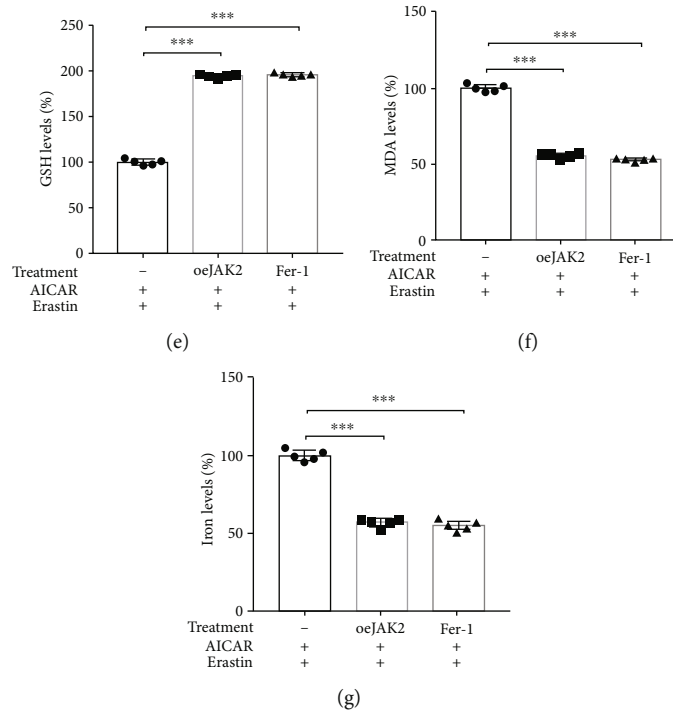 ***
***
250
200
150
100
50
0
GSH levels (%)
Treatment – oeJAK2 Fer-1
AICAR + + +
Erastin + + +
(e)
***
***
150
100
50
0
MDA levels (%)
Treatment – oeJAK2 Fer-1
AICAR + + +
Erastin + + +
(f)
***
***
150
100
50
0
Iron levels (%)
Treatment – oeJAK2 Fer-1
AICAR + + +
Erastin + + +
(g)